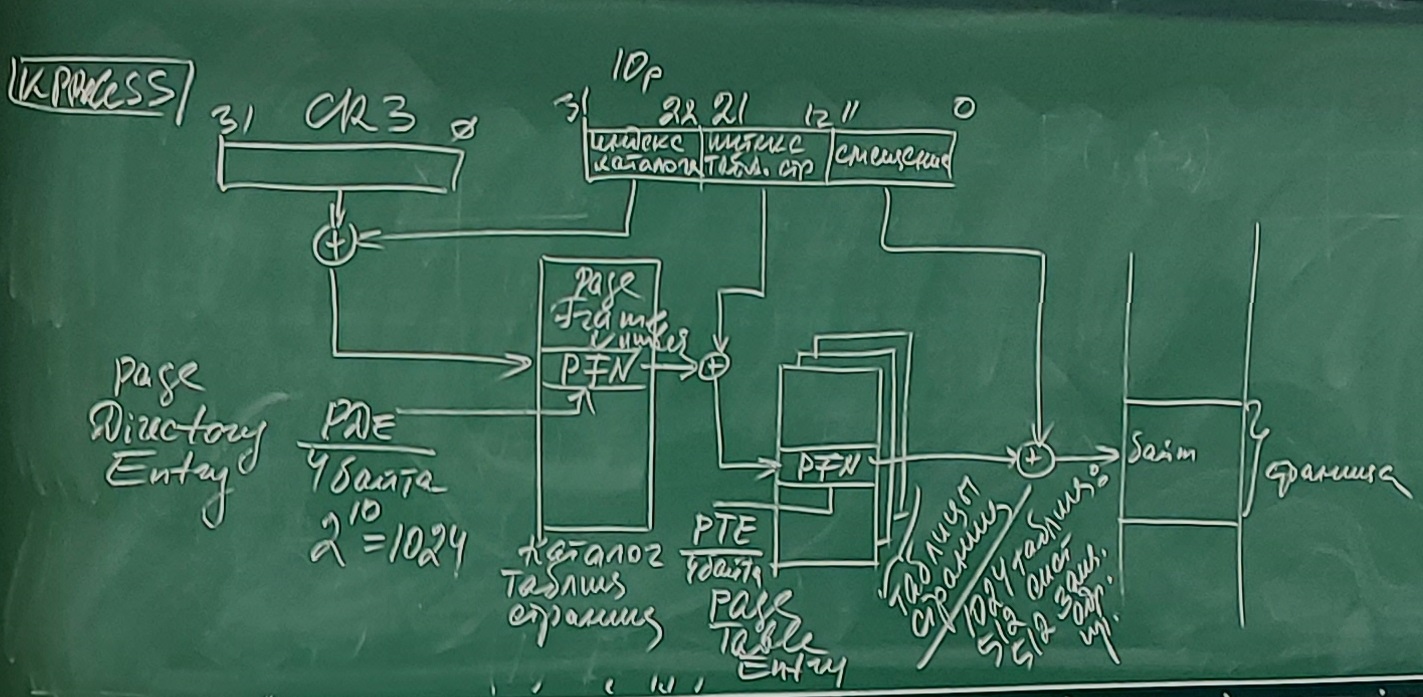 KPROCESS
31 CR3 0
10р
31 22 21 12 11 0
индекс
каталога
индекс
табл. стр
смещение
Page
Frame
Number
PFN
Page
Directory
Entry
PDE
4 байта
2^10 = 1024
каталог
таблиц
страниц
PFN
PTE
4 байта
Page
Table
Entry
таблицы
страниц
1024 таблиц:
512 сист
512
байт
страница